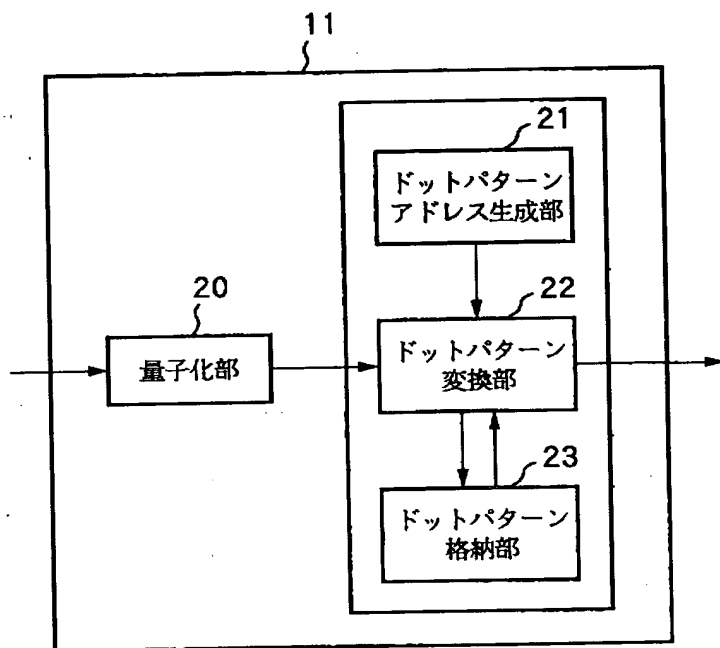 11
21
ドットパターン
アドレス生成部
20
量子化部
22
ドットパターン
変換部
23
ドットパターン
格納部